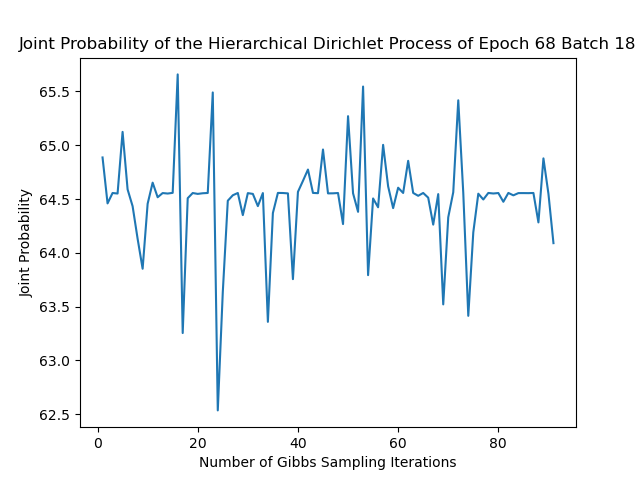 Joint Probability of the Hierarchical Dirichlet Process of Epoch 68 Batch 18
65.5
65.0
64.5
64.0
63.5
63.0
62.5
Joint Probability
0 20 40 60 80
Number of Gibbs Sampling Iterations